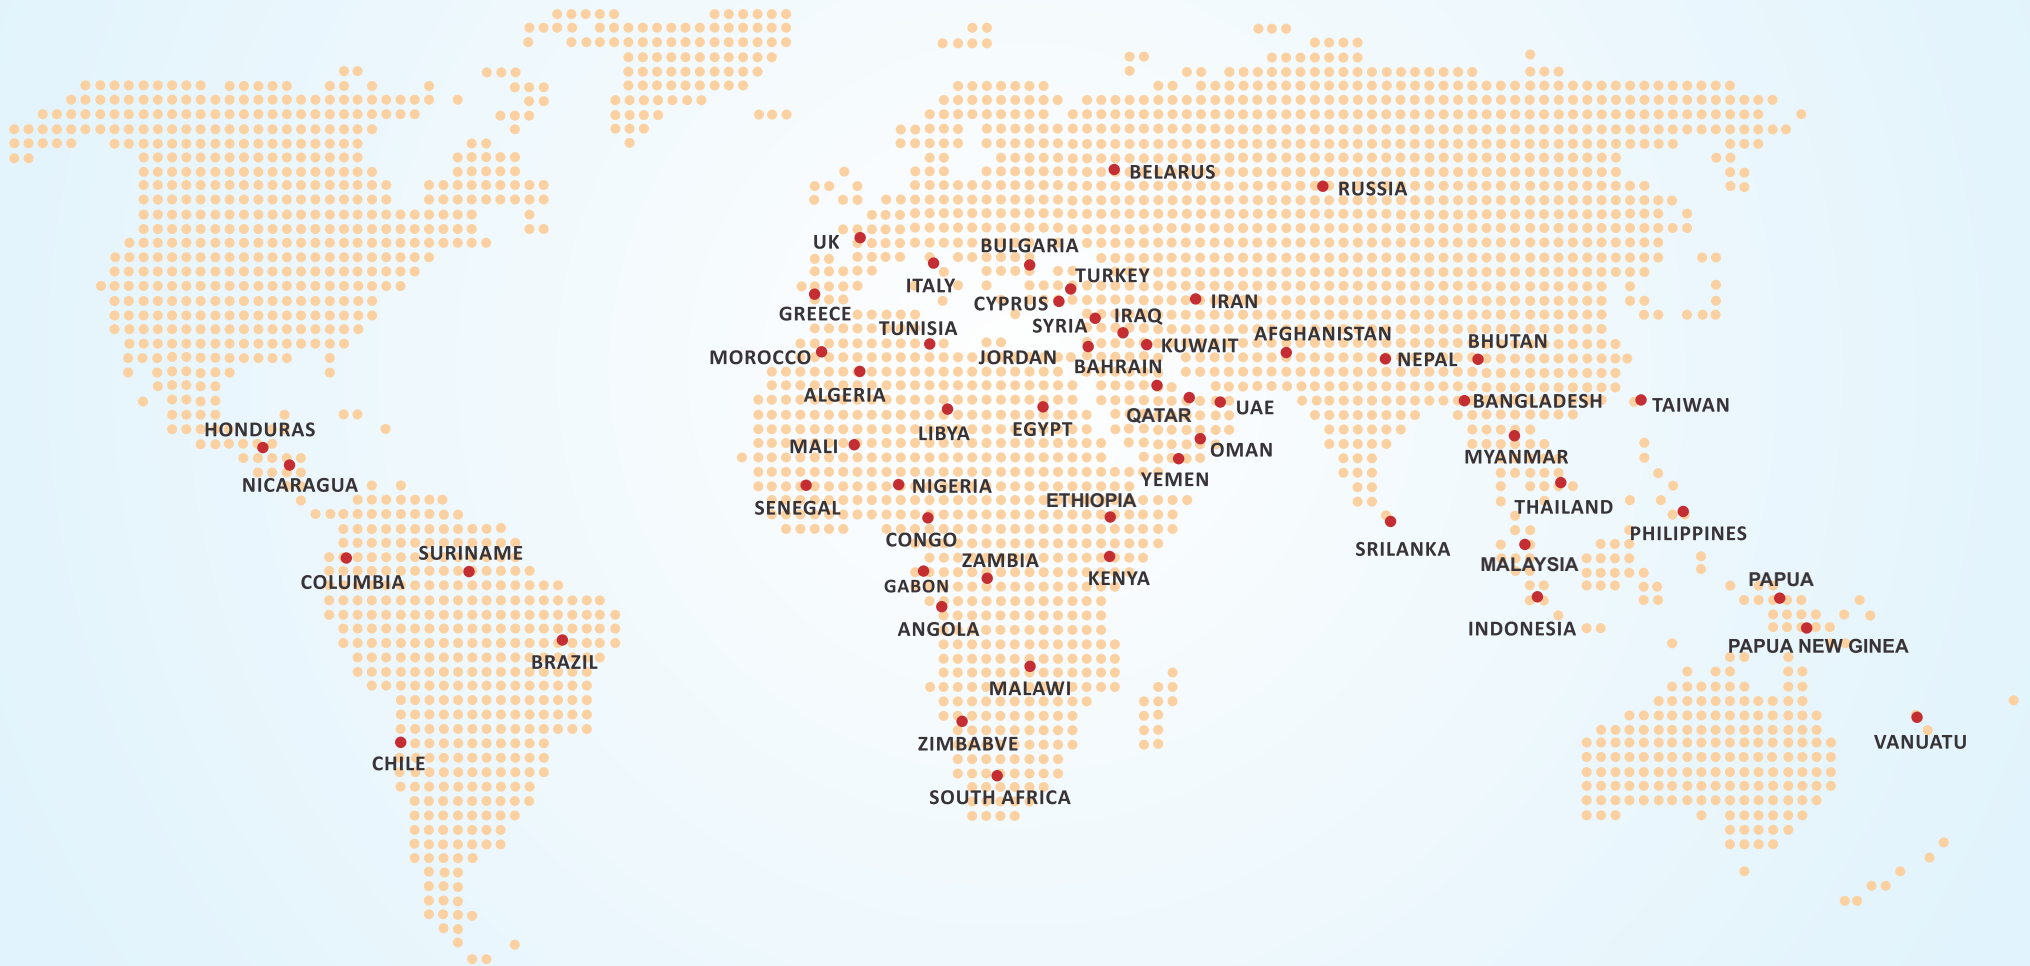 BELARUS
RUSSIA
UK
BULGARIA
ITALY
TURKEY
CYPRUS
IRAN
GREECE
IRAQ
SYRIA
TUNISIA
AFGHANISTAN
BHUTAN
KUWAIT
MOROCCO
JORDAN
NEPAL
BAHRAIN
ALGERIA
BANGLADESH
TAIWAN
UAE
QATAR
HONDURAS
EGYPT
LIBYA
MALI
OMAN
MYANMAR
YEMEN
NICARAGUA
NIGERIA
ETHIOPIA
SENEGAL
THAILAND
PHILIPPINES
CONGO
SRILANKA
SURINAME
ZAMBIA
MALAYSIA
KENYA
PAPUA
COLUMBIA
GABON
ANGOLA
INDONESIA
PAPUA NEW GINEA
BRAZIL
MALAWI
VANUATU
ZIMBABVE
CHILE
SOUTH AFRICA